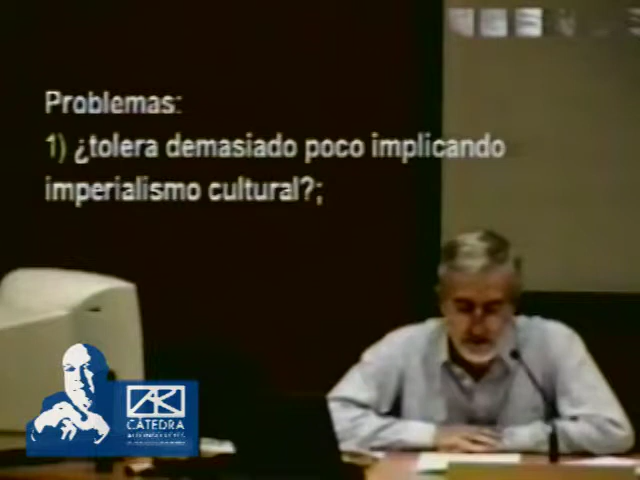 Problemas:
1) ¿tolera demasiado poco implicando
imperialismo cultural?;
CÁTEDRA